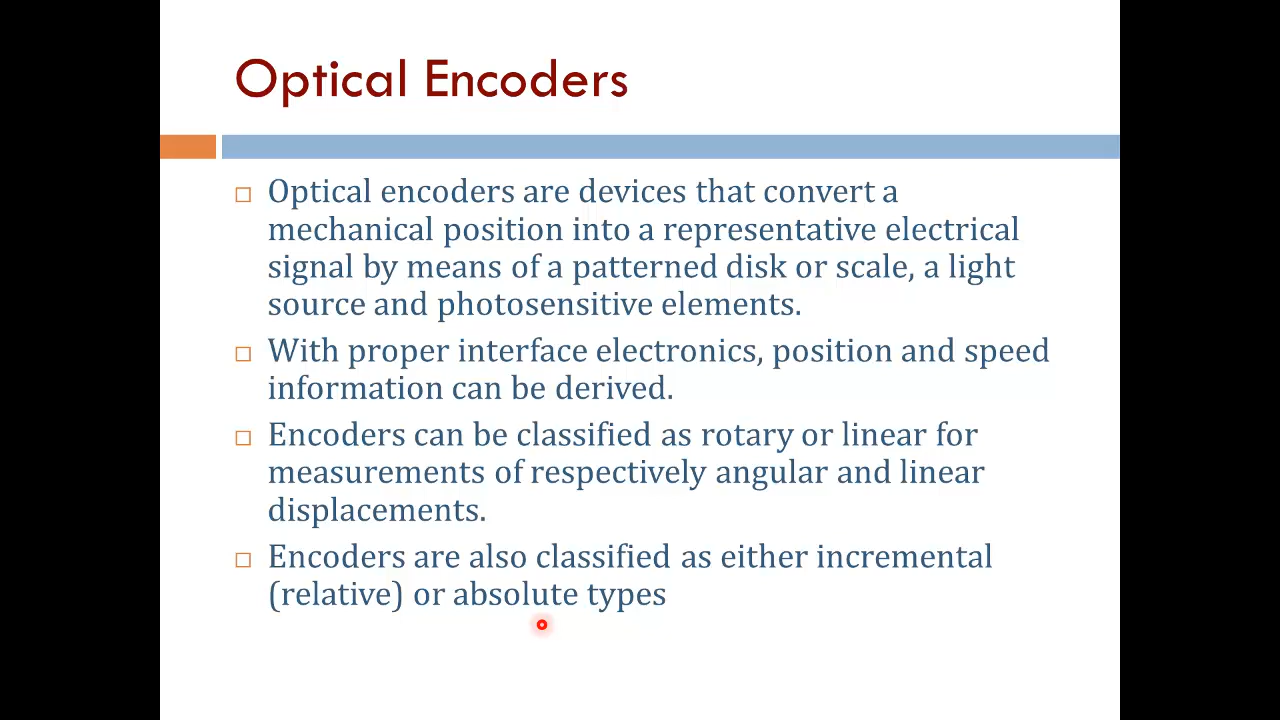 Optical Encoders
Optical encoders are devices that convert a
mechanical position into a representative electrical
signal by means of a patterned disk or scale, a light
source and photosensitive elements.
With proper interface electronics, position and speed
information can be derived.
Encoders can be classified as rotary or linear for
measurements of respectively angular and linear
displacements.
Encoders are also classified as either incremental
(relative) or absolute types